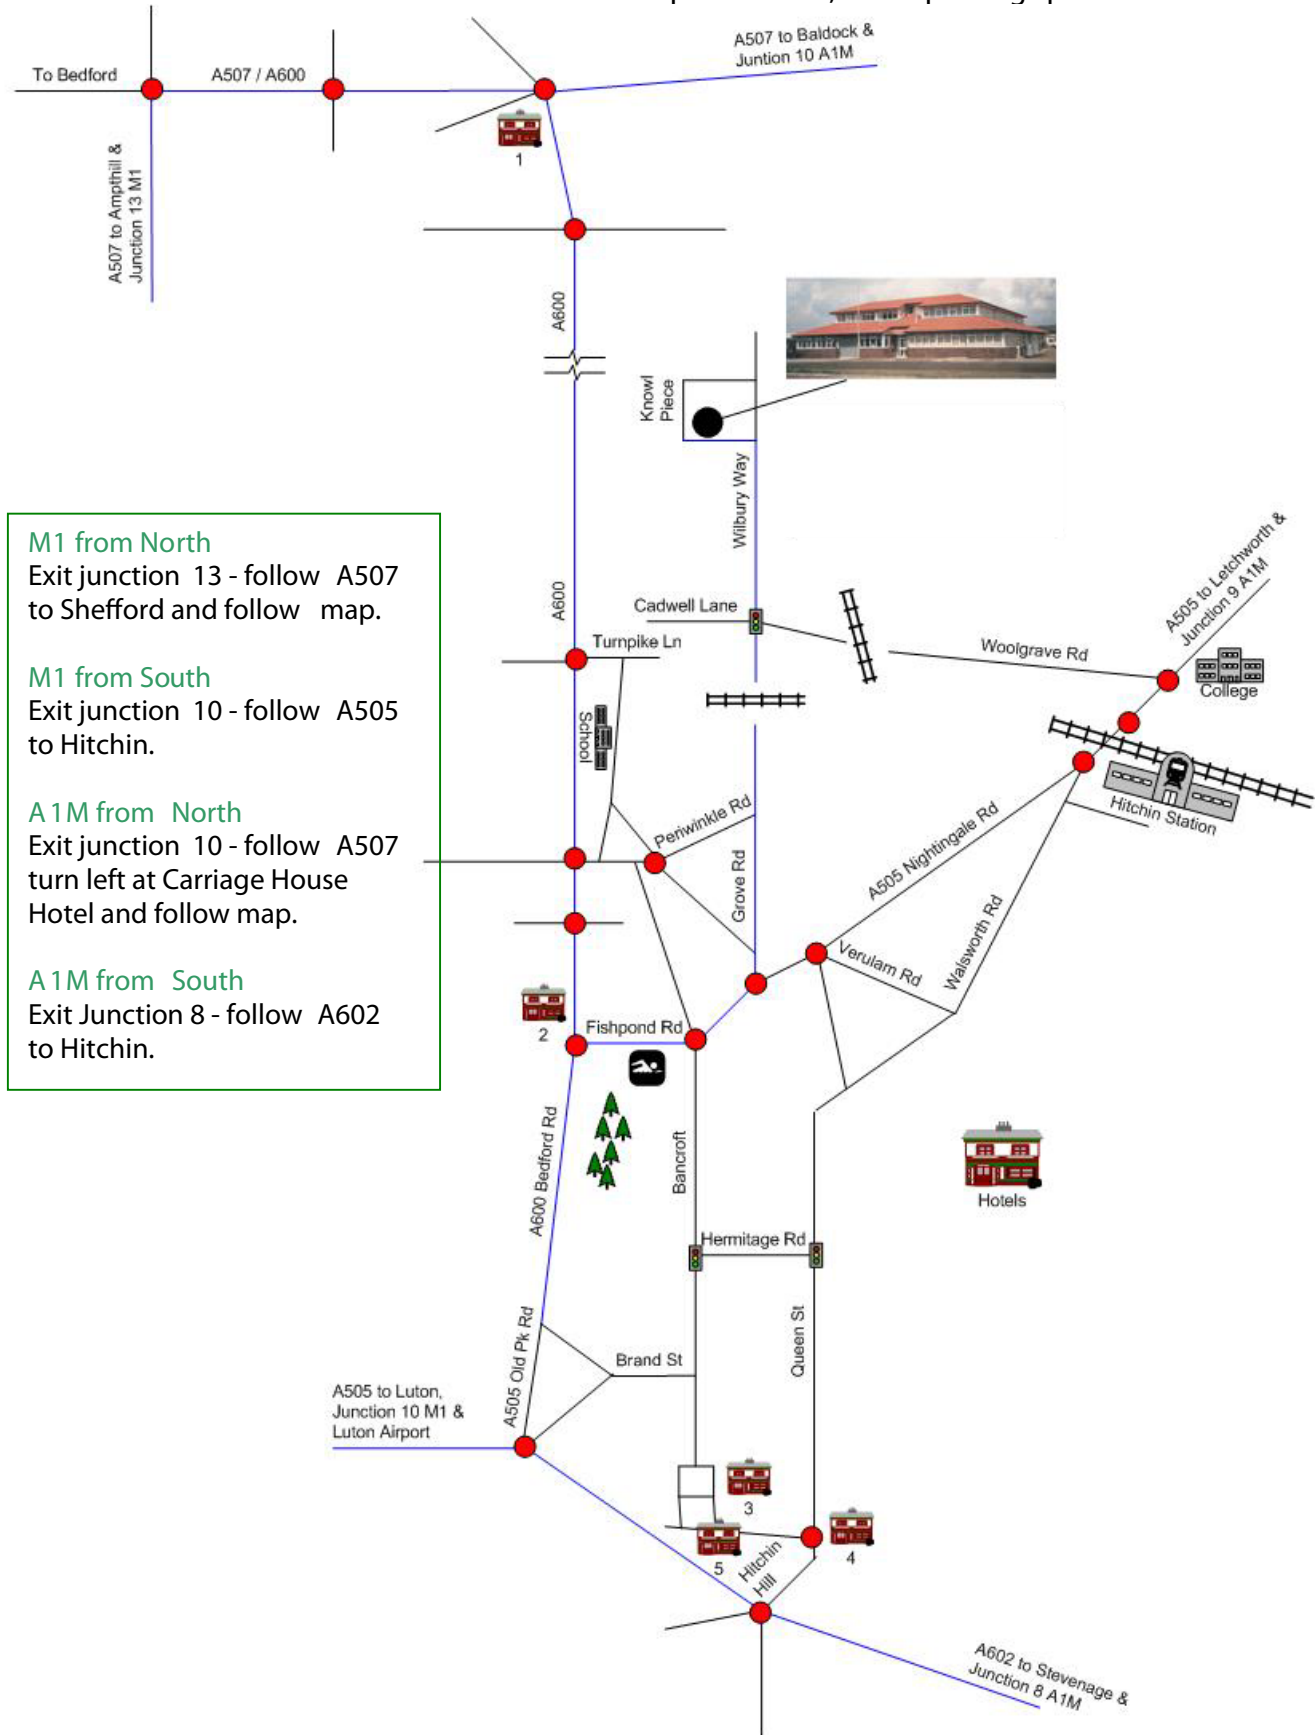 A507 to Baldock &
Juntion 10 A1M
To Bedford
A507 / A600
A507 to Ampthill &
Junction 13 M1
1
A600
Knowl
Piece
Wilbury Way
M1 from North
Exit junction 13 - follow A507
to Shefford and follow map.
M1 from South
Exit junction 10 - follow A505
to Hitchin.
A1M from North
Exit junction 10 - follow A507
turn left at Carriage House
Hotel and follow map.
A1M from South
Exit Junction 8 - follow A602
to Hitchin.
A505 to Letchworth &
Junction 9 A1M
A600
Cadwell Lane
Turnpike Ln
Woolgrave Rd
College
School
Hitchin Station
Periwinkle Rd
A505 Nightingale Rd
Grove Rd
Verulam Rd
Walsworth Rd
2
Fishpond Rd
A600 Bedford Rd
Bancroft
Hotels
Hermitage Rd
Queen St
A505 Old Pk Rd
Brand St
A505 to Luton,
Junction 10 M1 &
Luton Airport
3
4
5
Hitchin
Hill
A602 to Stevenage &
Junction 8 A1M